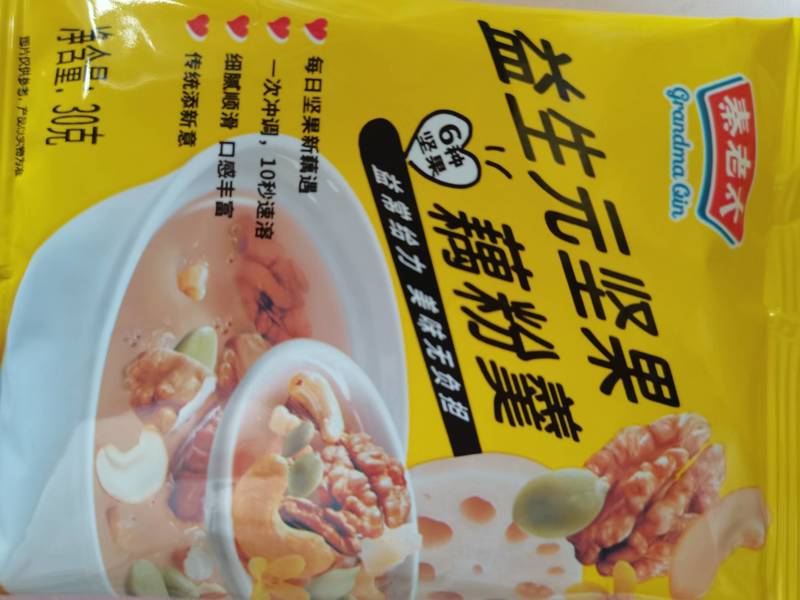 秦老太
Grandma Qin
益生元坚果
藕粉羹
6种
坚果
益常给力 美味无负担
每日坚果新藕遇
一次冲调，10秒速溶
细腻顺滑 口感丰富
传统添新意
净含量：30克